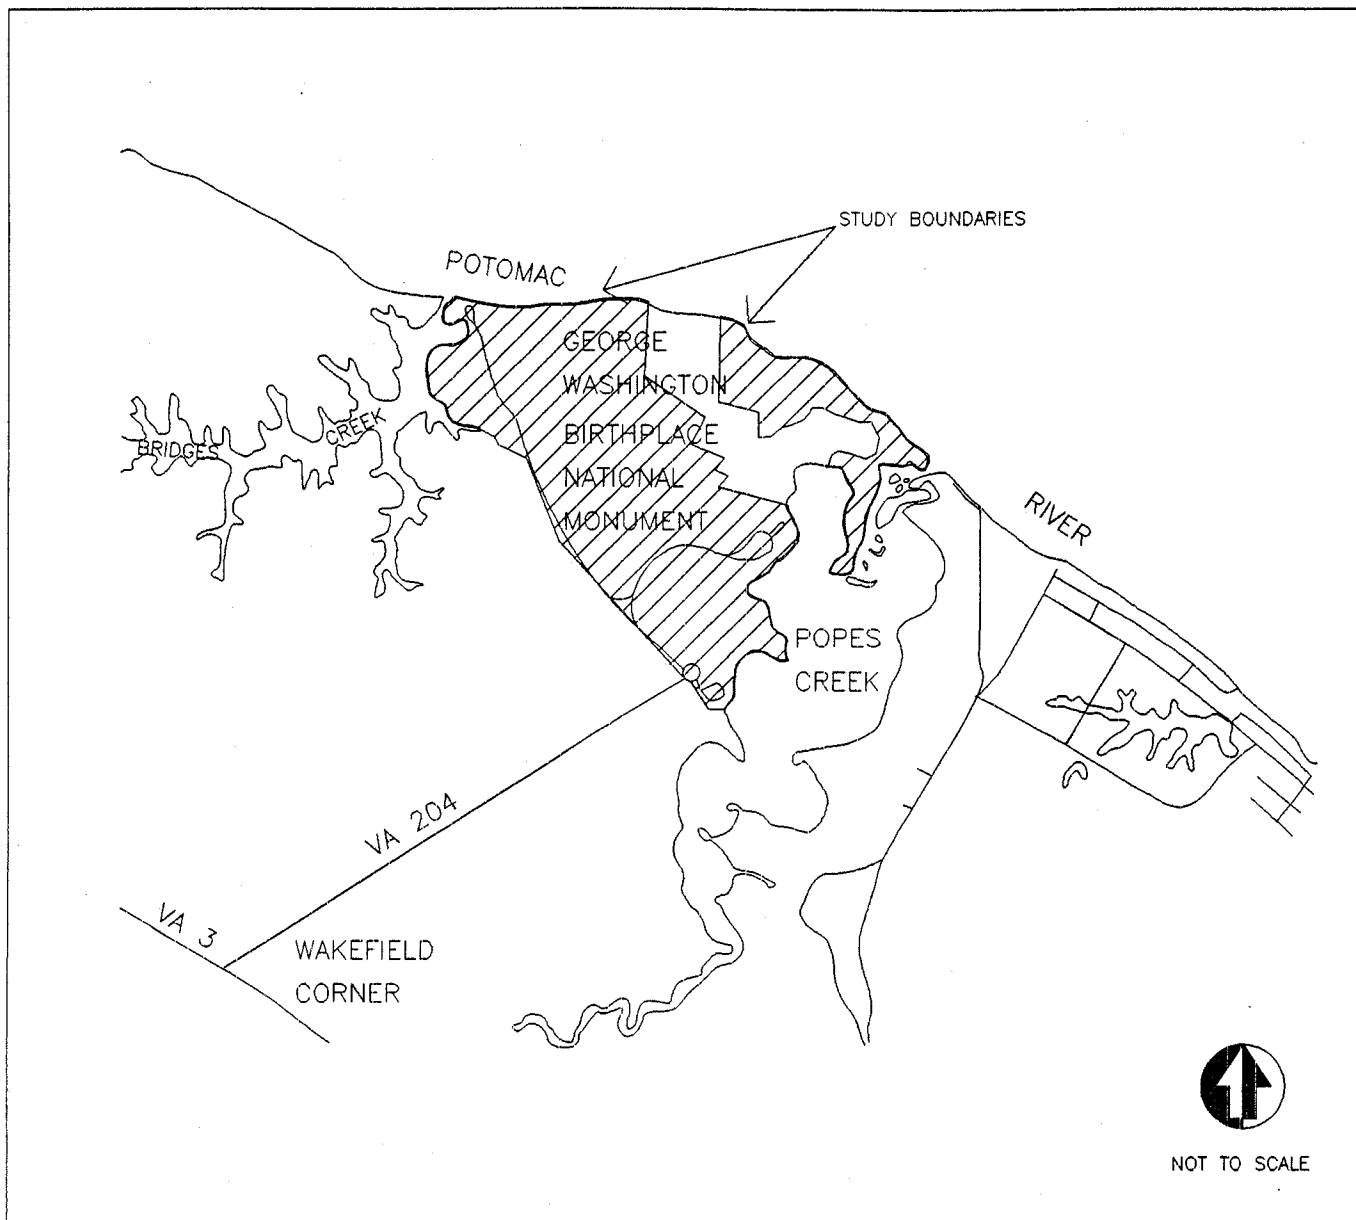 STUDY BOUNDARIES
POTOMAC
GEORGE
WASHINGTON
BIRTHPLACE
NATIONAL
MONUMENT
BRIDGES CREEK
RIVER
POPES
CREEK
VA 204
VA 3
WAKEFIELD
CORNER
NOT TO SCALE